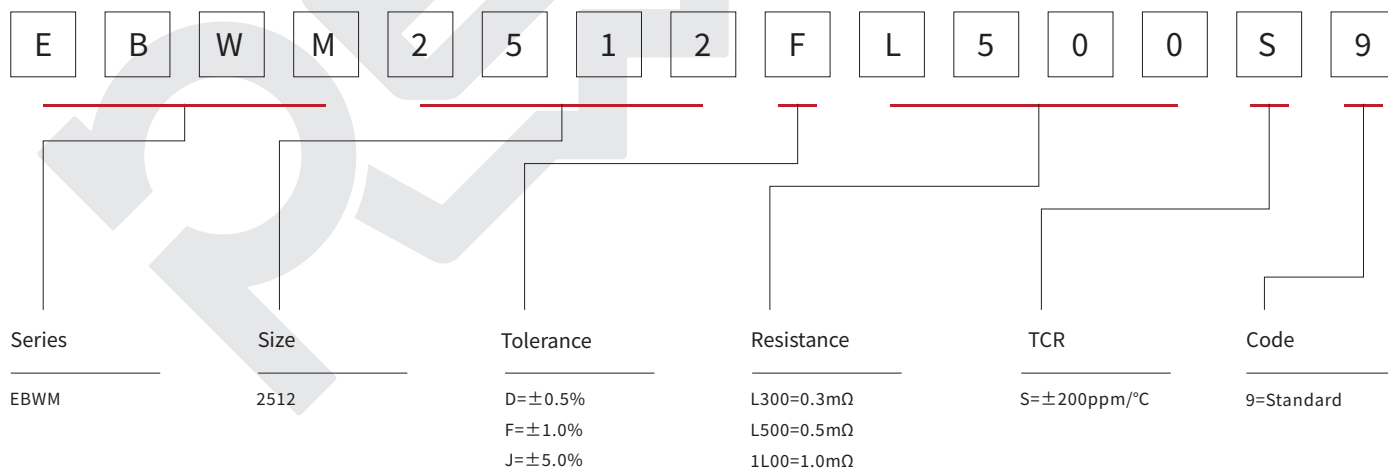 E B W M 2 5 1 2 F L 5 0 0 S 9
Series Size Tolerance Resistance TCR Code
EBWM 2512 D=±0.5% L300=0.3mΩ S=±200ppm/°C 9=Standard
F=±1.0% L500=0.5mΩ
J=±5.0% 1L00=1.0mΩ